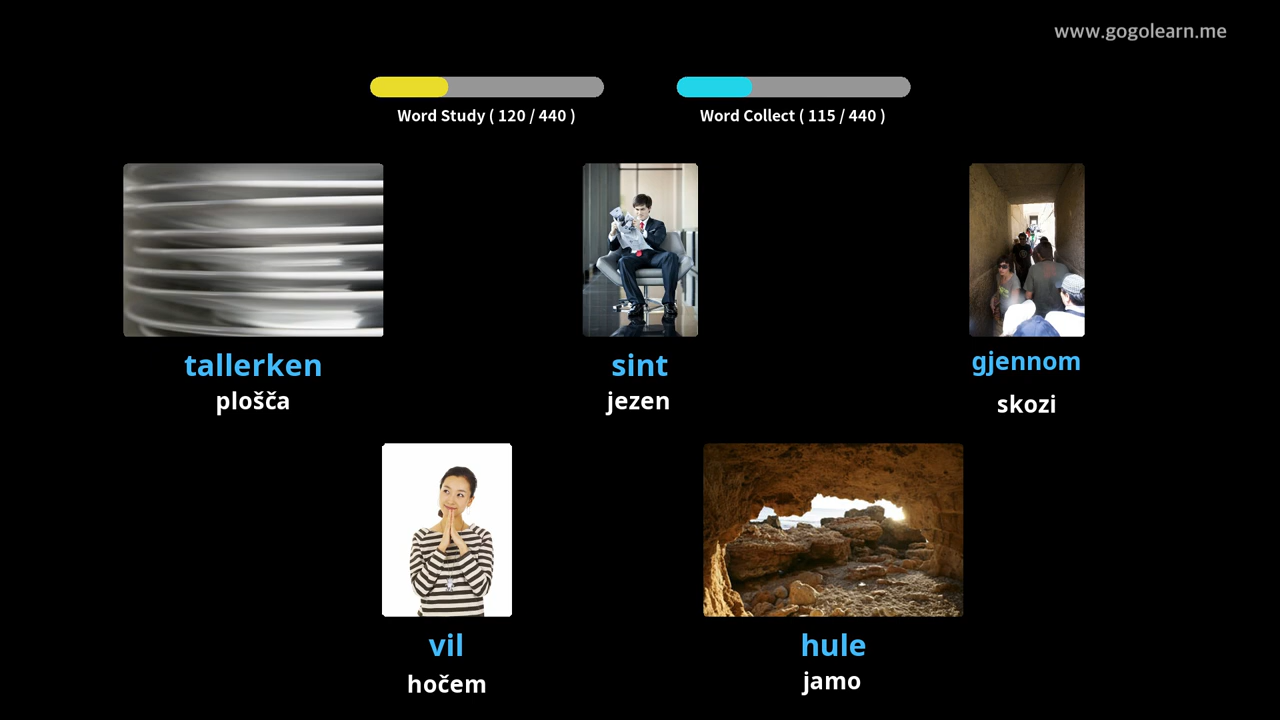 www.gogolearn.me
Word Study ( 120 / 440 )
Word Collect ( 115 / 440 )
tallerken
plošča
sint
jezen
gjennom
skozi
vil
hočem
hule
jamo